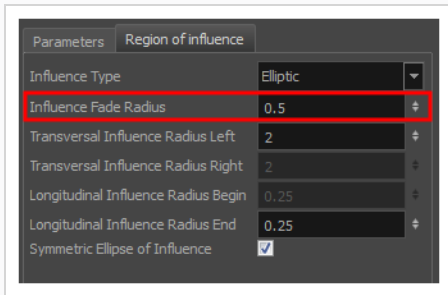 Parameters Region of influence
Influence Type Elliptic
Influence Fade Radius 0.5
Transversal Influence Radius Left 2
Transversal Influence Radius Right 2
Longitudinal Influence Radius Begin 0.25
Longitudinal Influence Radius End 0.25
Symmetric Ellipse of Influence